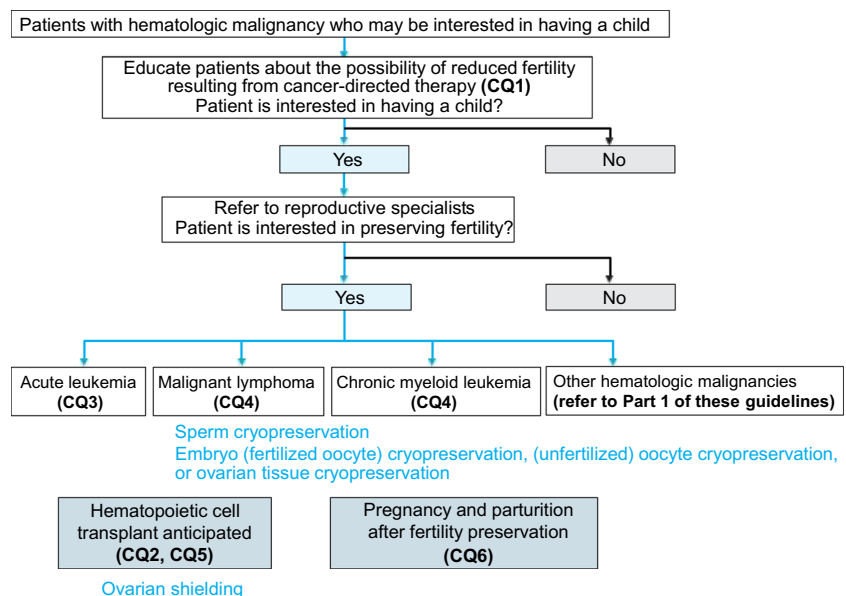 Patients with hematologic malignancy who may be interested in having a child
Educate patients about the possibility of reduced fertility
resulting from cancer-directed therapy (CQ1)
Patient is interested in having a child?
Yes
No
Refer to reproductive specialists
Patient is interested in preserving fertility?
Yes
No
Acute leukemia
(CQ3)
Malignant lymphoma
(CQ4)
Chronic myeloid leukemia
(CQ4)
Other hematologic malignancies
(refer to Part 1 of these guidelines)
Sperm cryopreservation
Embryo (fertilized oocyte) cryopreservation, (unfertilized) oocyte cryopreservation,
or ovarian tissue cryopreservation
Hematopoietic cell
transplant anticipated
(CQ2, CQ5)
Pregnancy and parturition
after fertility preservation
(CQ6)
Ovarian shielding